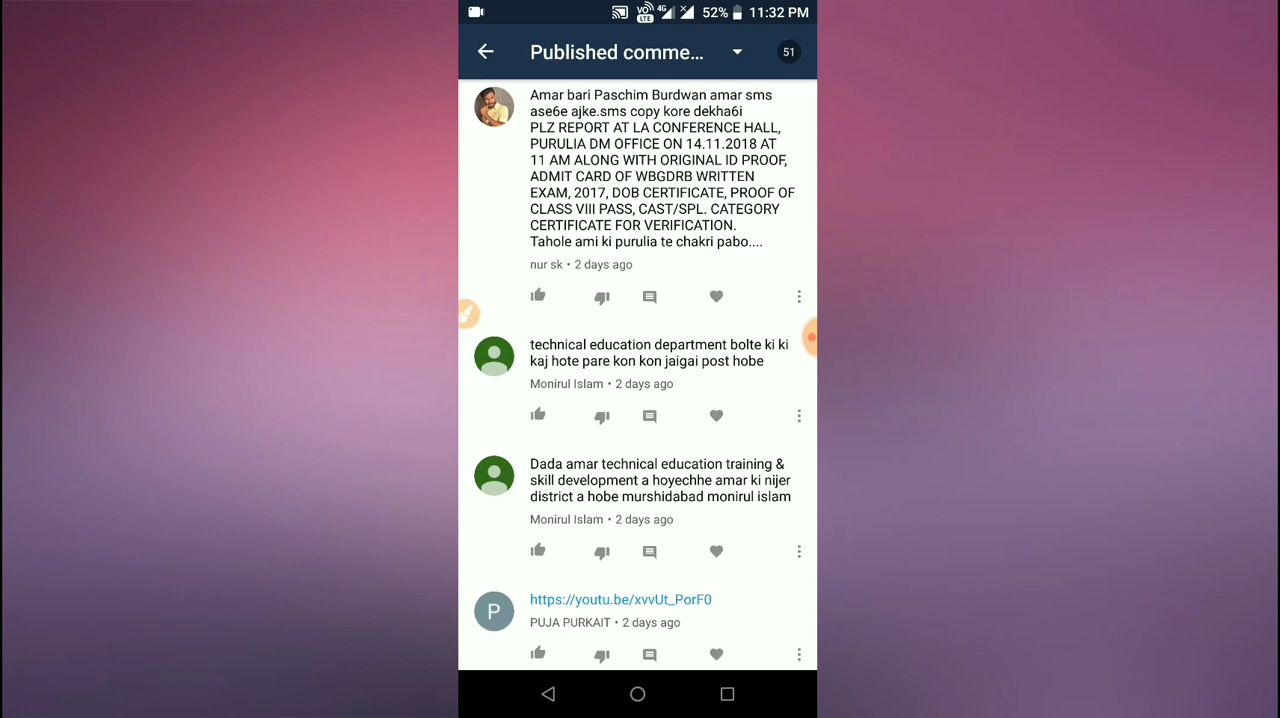 VO LTE 4G 52% 11:32 PM
Published comme... 51
Amar bari Paschim Burdwan amar sms
ase6e ajke.sms copy kore dekha6i
PLZ REPORT AT LA CONFERENCE HALL,
PURULIA DM OFFICE ON 14.11.2018 AT
11 AM ALONG WITH ORIGINAL ID PROOF,
ADMIT CARD OF WBGDRB WRITTEN
EXAM, 2017, DOB CERTIFICATE, PROOF OF
CLASS VIII PASS, CAST/SPL. CATEGORY
CERTIFICATE FOR VERIFICATION.
Tahole ami ki purulia te chakri pabo....
nur sk • 2 days ago
technical education department bolte ki ki
kaj hote pare kon kon jaigai post hobe
Monirul Islam • 2 days ago
Dada amar technical education training &
skill development a hoyechhe amar ki nijer
district a hobe murshidabad monirul islam
Monirul Islam • 2 days ago
P
https://youtu.be/xvvUt_PorF0
PUJA PURKAIT • 2 days ago